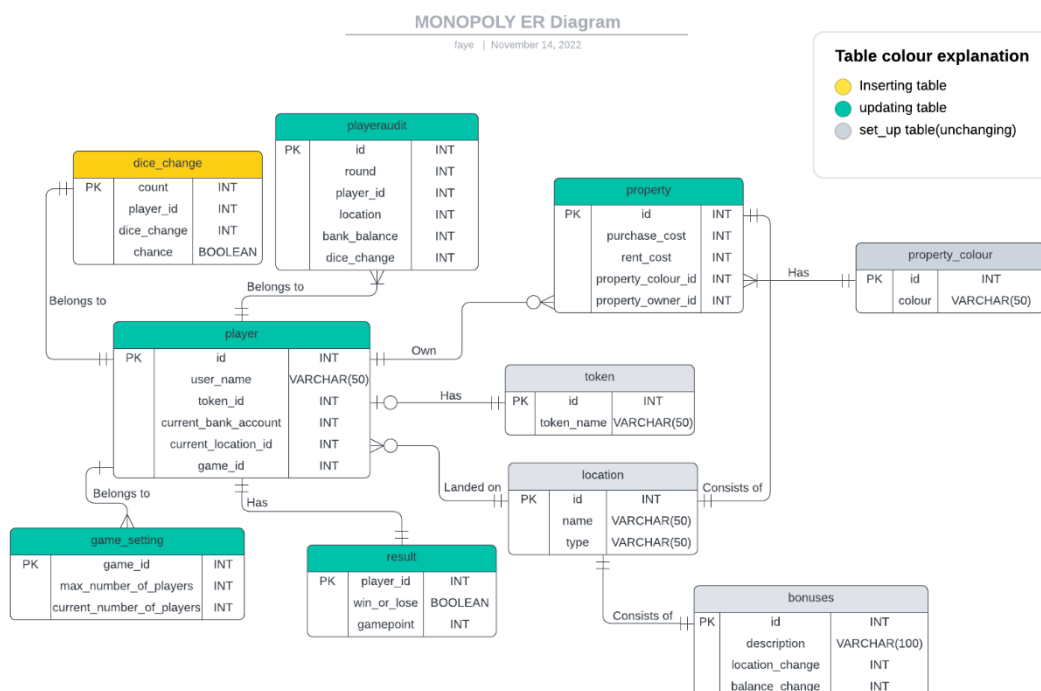 MONOPOLY ER Diagram
faye | November 14, 2022
Table colour explanation
Inserting table
updating table
set_up table(unchanging)
playeraudit
PK id INT
round INT
player_id INT
location INT
bank_balance INT
dice_change INT
dice_change
PK count INT
player_id INT
dice_change INT
chance BOOLEAN
property
PK id INT
purchase_cost INT
rent_cost INT
property_colour_id INT
property_owner_id INT
property_colour
PK id INT
colour VARCHAR(50)
Has
Belongs to
Belongs to
player
PK id INT
user_name VARCHAR(50)
token_id INT
current_bank_account INT
current_location_id INT
game_id INT
Own
Has
token
PK id INT
token_name VARCHAR(50)
Landed on
location
PK id INT
name VARCHAR(50)
type VARCHAR(50)
Consists of
Belongs to
Has
game_setting
PK game_id INT
max_number_of_players INT
current_number_of_players INT
result
PK player_id INT
win_or_lose BOOLEAN
gamepoint INT
Consists of
bonuses
PK id INT
description VARCHAR(100)
location_change INT
balance_change INT